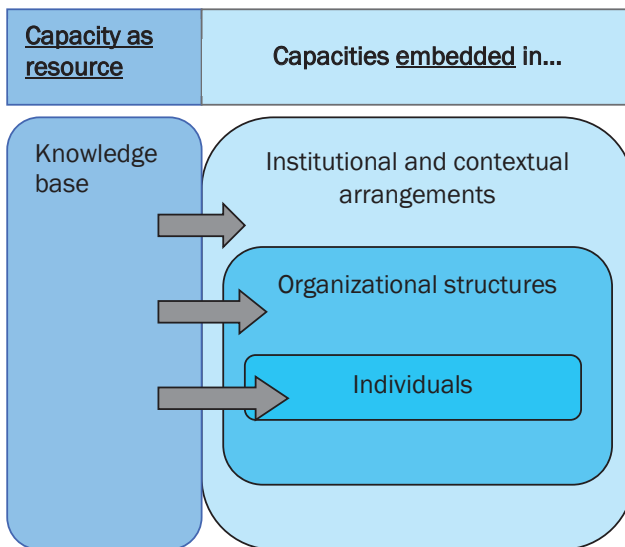 Capacity as
resource
Capacities embedded in...
Knowledge
base
Institutional and contextual
arrangements
Organizational structures
Individuals